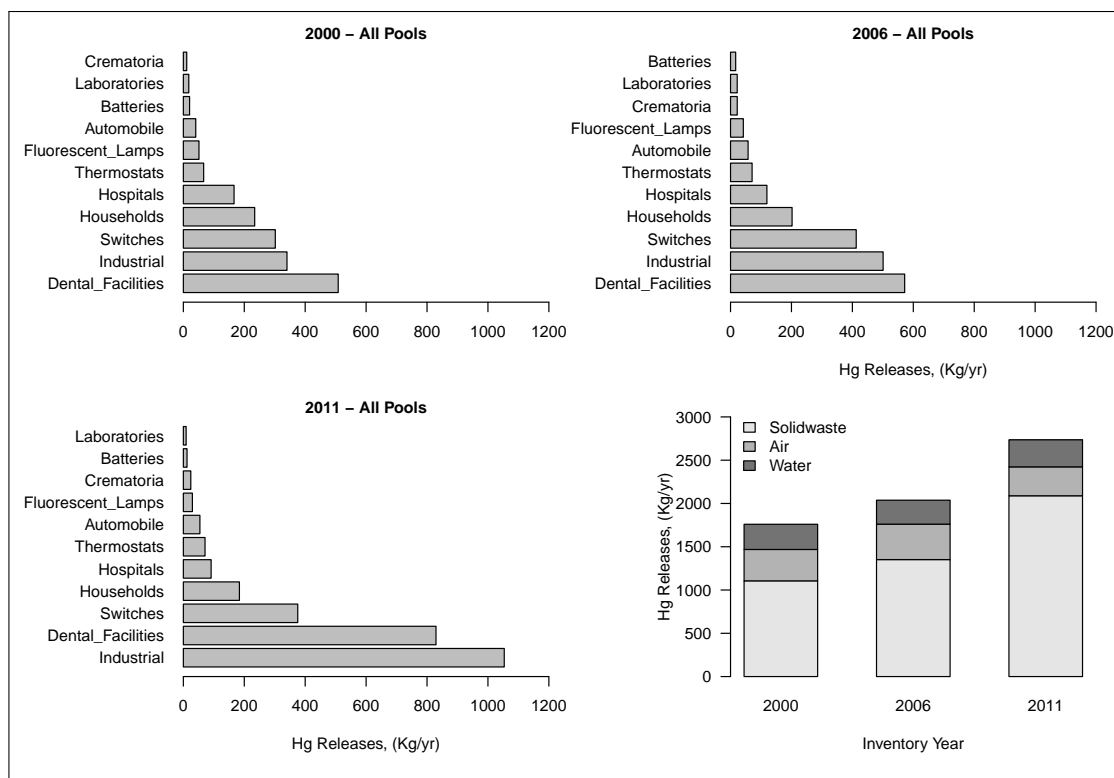 2000 − All Pools
Crematoria
Laboratories
Batteries
Automobile
Fluorescent_Lamps
Thermostats
Hospitals
Households
Switches
Industrial
Dental_Facilities
0 200 400 600 800 1000 1200
2006 − All Pools
Batteries
Laboratories
Crematoria
Fluorescent_Lamps
Automobile
Thermostats
Hospitals
Households
Switches
Industrial
Dental_Facilities
0 200 400 600 800 1000 1200
Hg Releases, (Kg/yr)
2011 − All Pools
Laboratories
Batteries
Crematoria
Fluorescent_Lamps
Automobile
Thermostats
Hospitals
Households
Switches
Dental_Facilities
Industrial
0 200 400 600 800 1000 1200
Hg Releases, (Kg/yr)
Hg Releases, (Kg/yr)
3000
2500
2000
1500
1000
500
0
Solidwaste
Air
Water
2000 2006 2011
Inventory Year